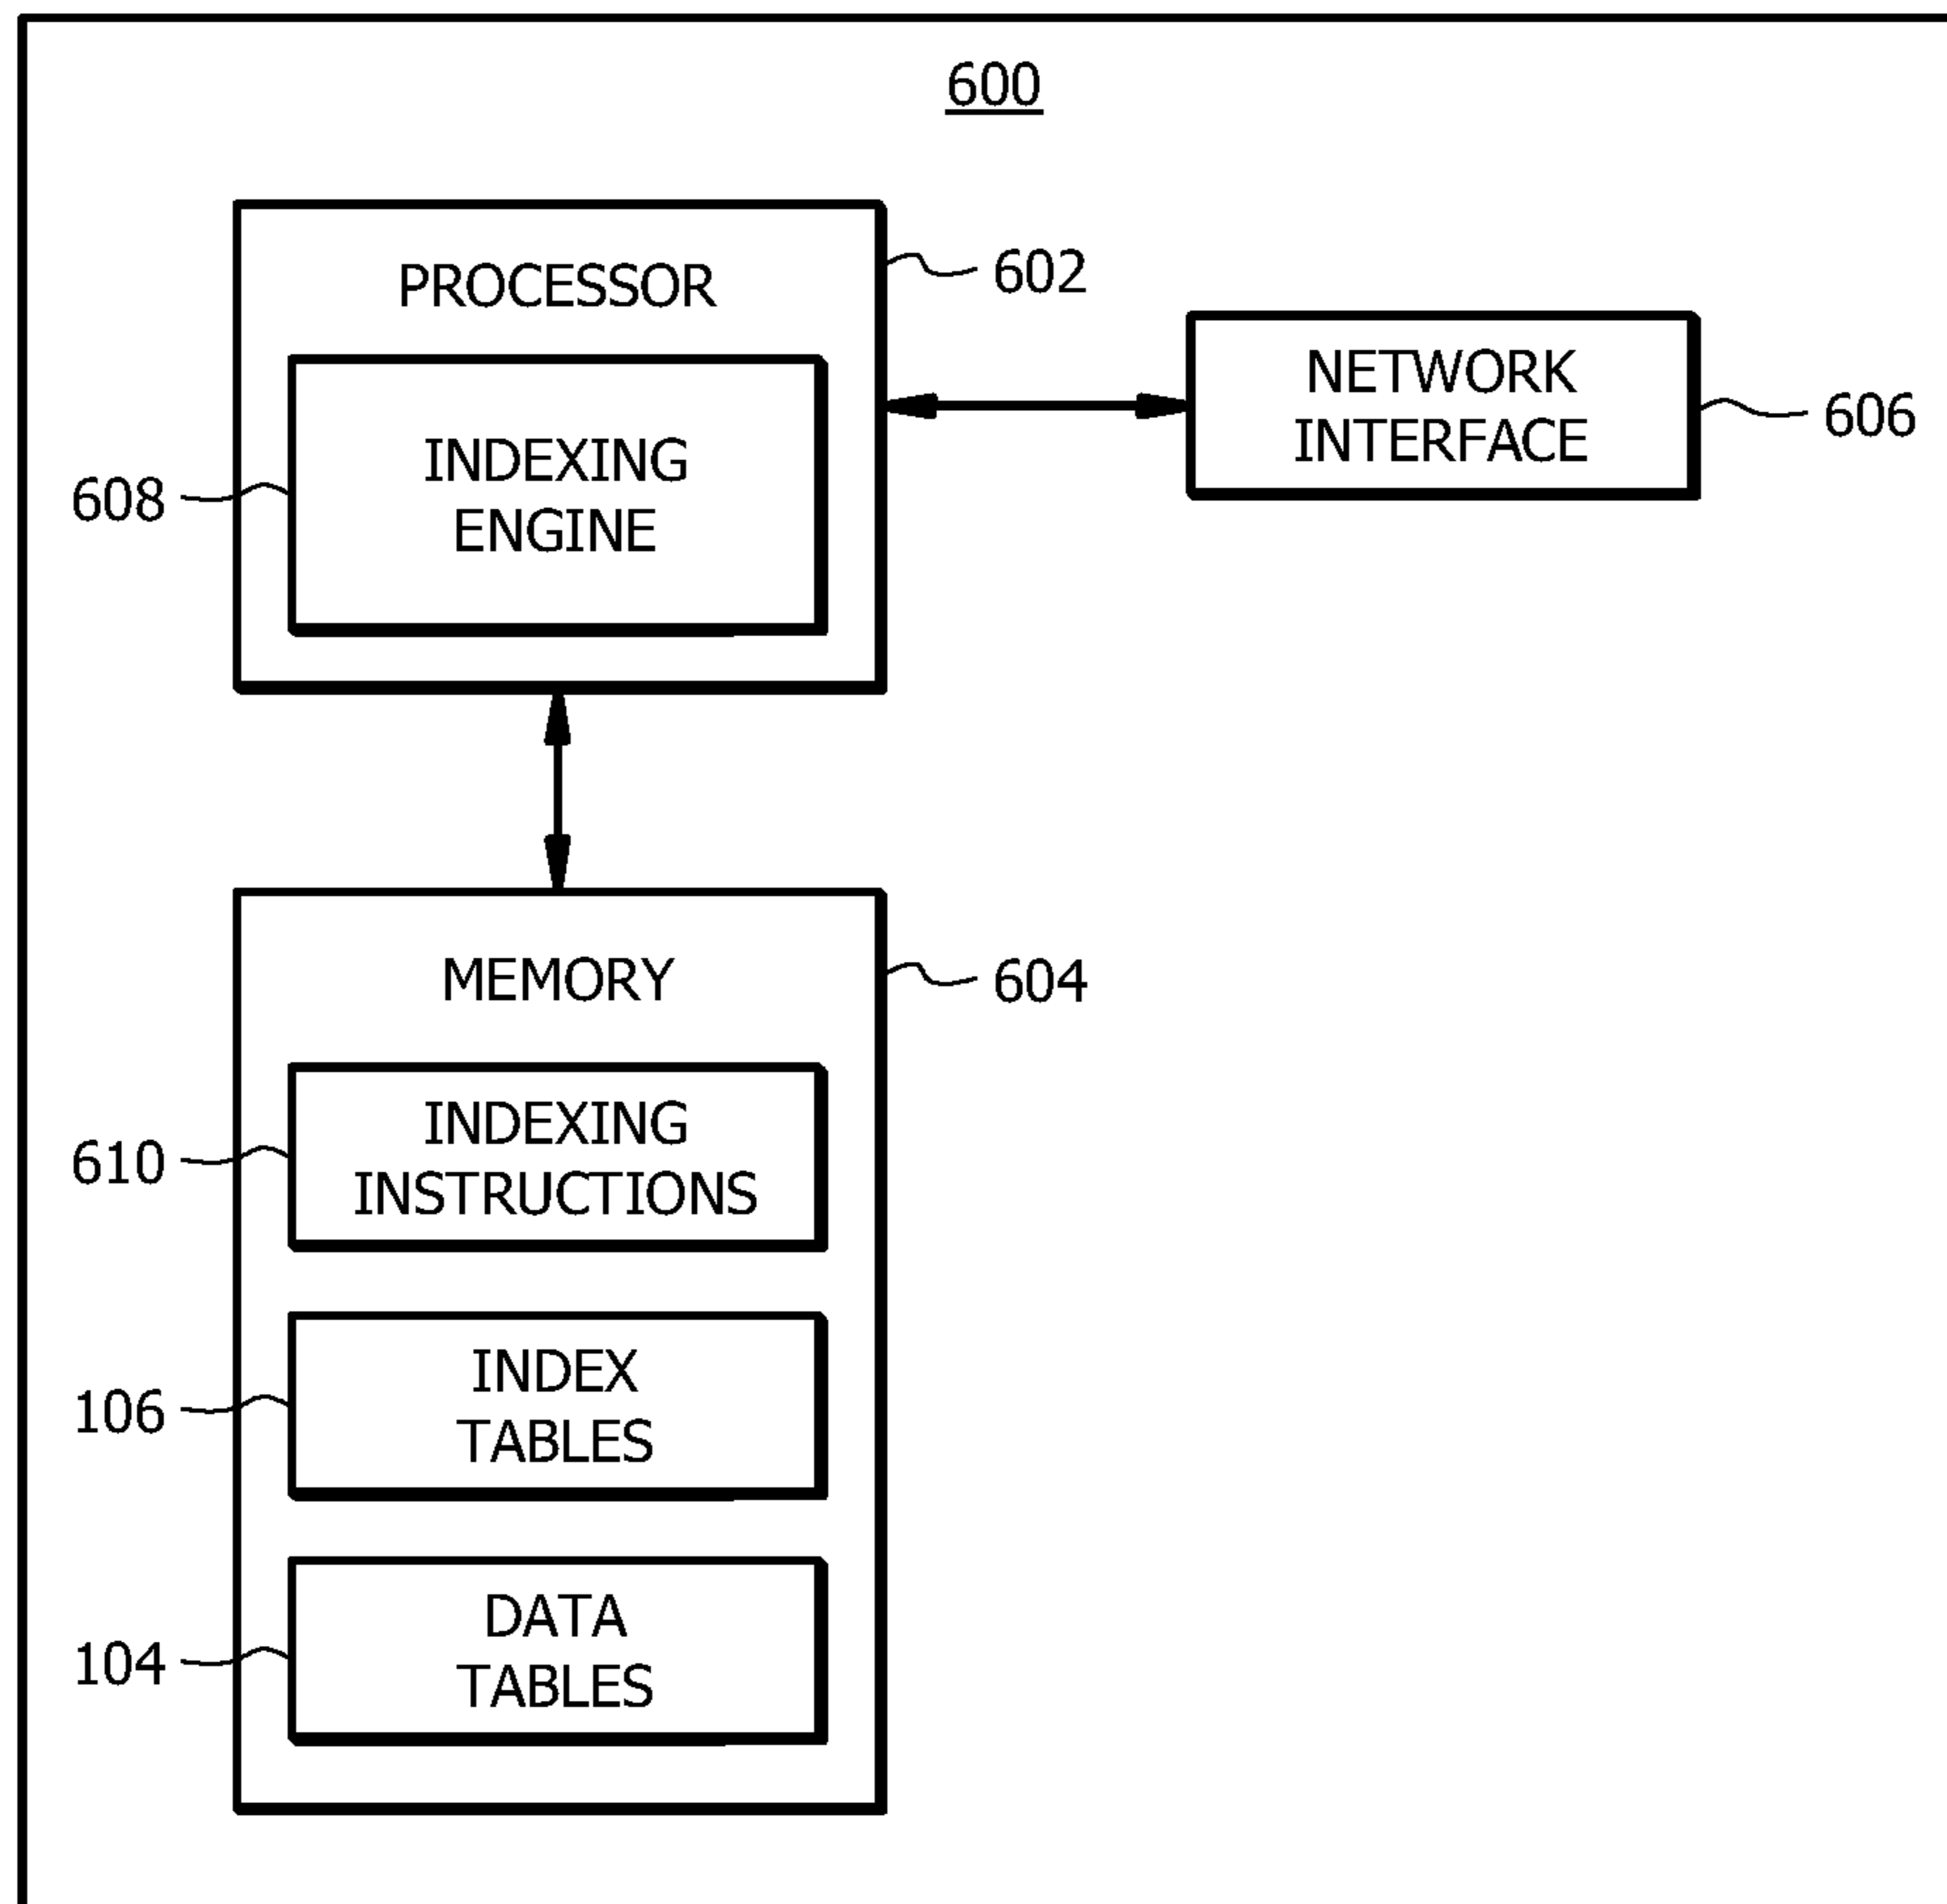 600
PROCESSOR
602
INDEXING
ENGINE
608
NETWORK
INTERFACE
606
MEMORY
604
INDEXING
INSTRUCTIONS
610
INDEX
TABLES
106
DATA
TABLES
104